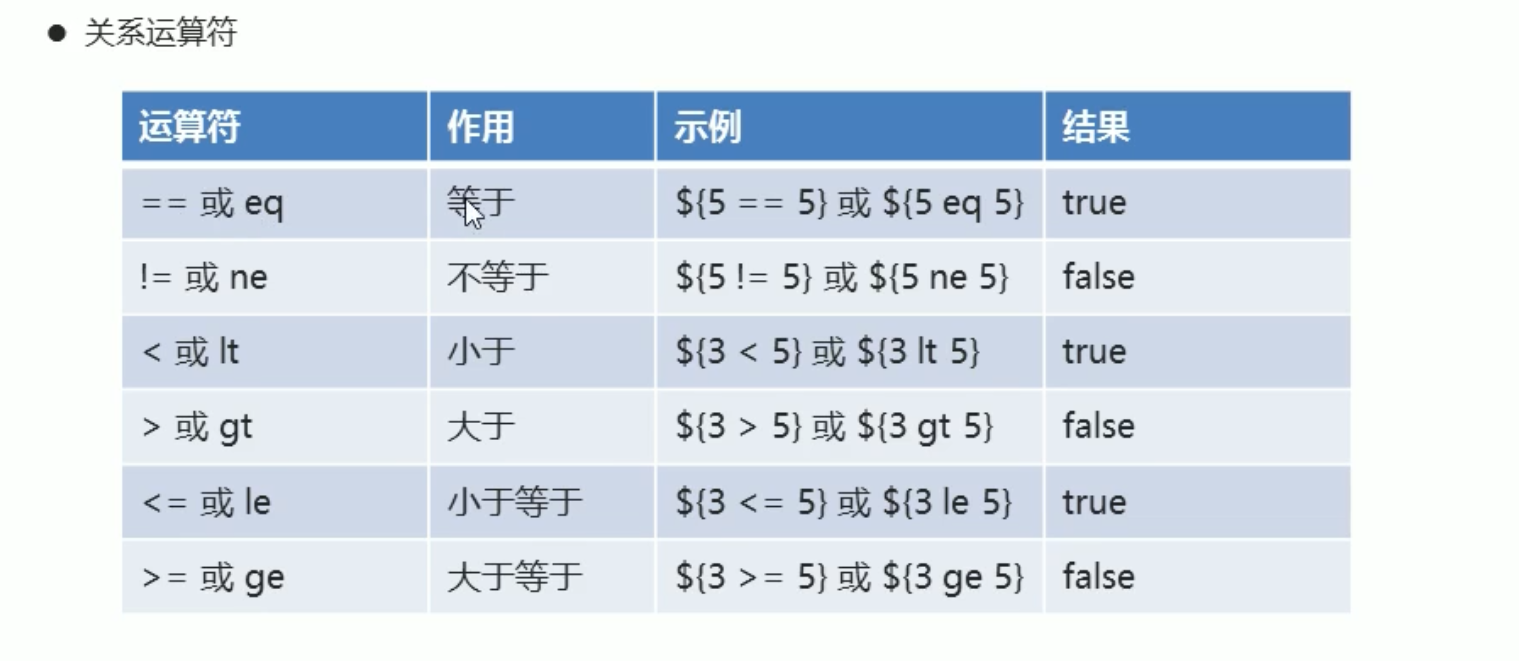 ● 关系运算符
运算符 作用 示例 结果
== 或 eq 等于 ${5 == 5} 或 ${5 eq 5} true
!= 或 ne 不等于 ${5 != 5} 或 ${5 ne 5} false
< 或 lt 小于 ${3 < 5} 或 ${3 lt 5} true
> 或 gt 大于 ${3 > 5} 或 ${3 gt 5} false
<= 或 le 小于等于 ${3 <= 5} 或 ${3 le 5} true
>= 或 ge 大于等于 ${3 >= 5} 或 ${3 ge 5} false